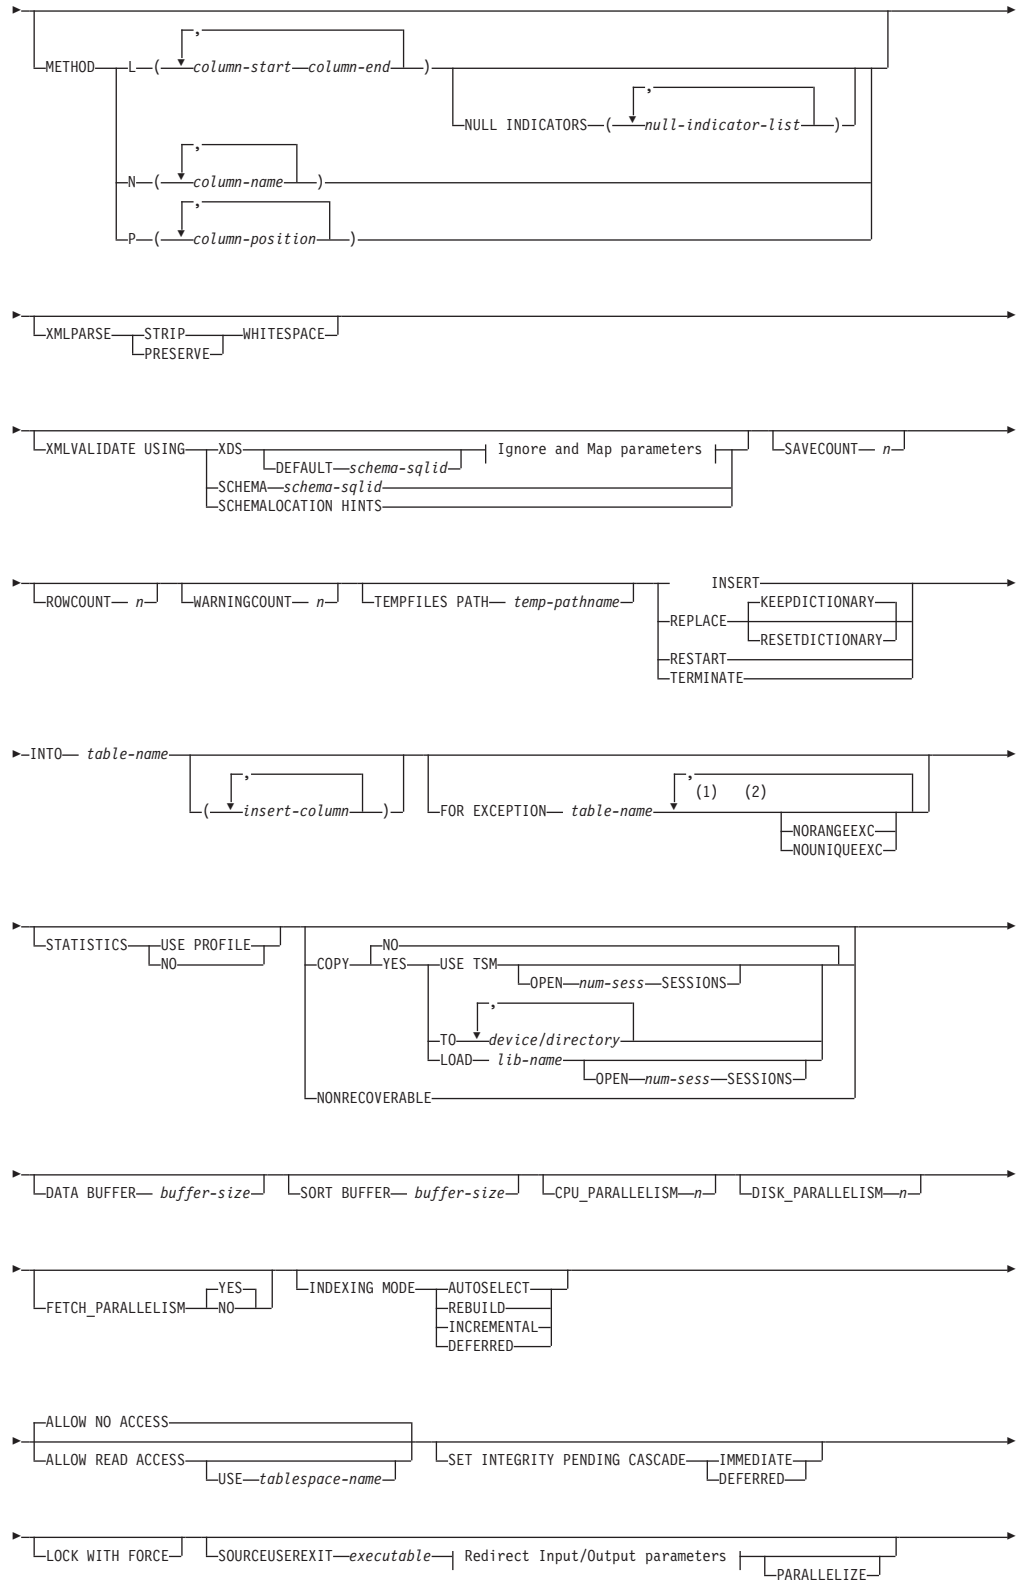 ,
METHOD L ( column-start column-end )
,
NULL INDICATORS ( null-indicator-list )
,
N ( column-name )
,
P ( column-position )
XMLPARSE STRIP WHITESPACE
PRESERVE
XMLVALIDATE USING XDS Ignore and Map parameters SAVECOUNT n
DEFAULT schema-sqlid
SCHEMA schema-sqlid
SCHEMALOCATION HINTS
ROWCOUNT n WARNINGCOUNT n TEMPFILES PATH temp-pathname INSERT
KEEPDICTIONARY
REPLACE
RESETDICTIONARY
RESTART
TERMINATE
INTO table-name
, ,
(1) (2)
( insert-column ) FOR EXCEPTION table-name
NORANGEEXC
NOUNIQUEEXC
STATISTICS USE PROFILE NO
NO COPY YES USE TSM
OPEN num-sess SESSIONS
,
TO device/directory
LOAD lib-name
OPEN num-sess SESSIONS
NONRECOVERABLE
DATA BUFFER buffer-size SORT BUFFER buffer-size CPU_PARALLELISM n DISK_PARALLELISM n
YES INDEXING MODE AUTOSELECT
FETCH_PARALLELISM NO REBUILD
INCREMENTAL
DEFERRED
ALLOW NO ACCESS
ALLOW READ ACCESS SET INTEGRITY PENDING CASCADE IMMEDIATE
USE tablespace-name DEFERRED
LOCK WITH FORCE SOURCEUSEREXIT executable Redirect Input/Output parameters
PARALLELIZE